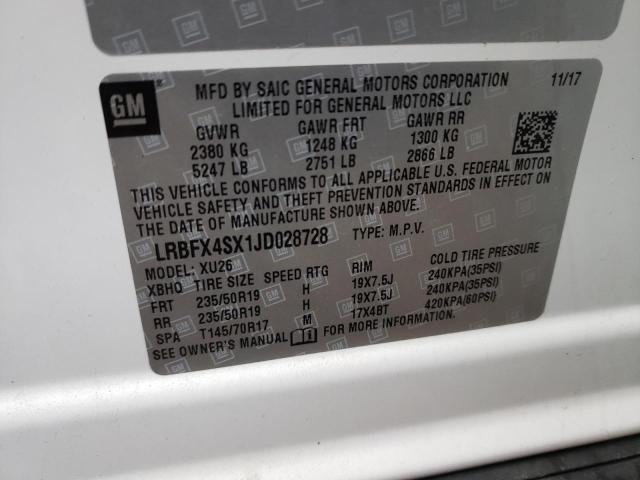 GM
MFD BY SAIC GENERAL MOTORS CORPORATION 11/17
LIMITED FOR GENERAL MOTORS LLC
GVWR GAWR FRT GAWR RR
2380 KG 1248 KG 1300 KG
5247 LB 2751 LB 2866 LB
THIS VEHICLE CONFORMS TO ALL APPLICABLE U.S. FEDERAL MOTOR
VEHICLE SAFETY AND THEFT PREVENTION STANDARDS IN EFFECT ON
THE DATE OF MANUFACTURE SHOWN ABOVE.
LRBFX4SX1JD028728 TYPE: M.P.V.
MODEL: XU26
XBHO TIRE SIZE SPEED RTG RIM COLD TIRE PRESSURE
FRT 235/50R19 H 19X7.5J 240KPA(35PSI)
RR 235/50R19 H 19X7.5J 240KPA(35PSI)
SPA T145/70R17 M 17X4BT 420KPA(60PSI)
SEE OWNER'S MANUAL FOR MORE INFORMATION.